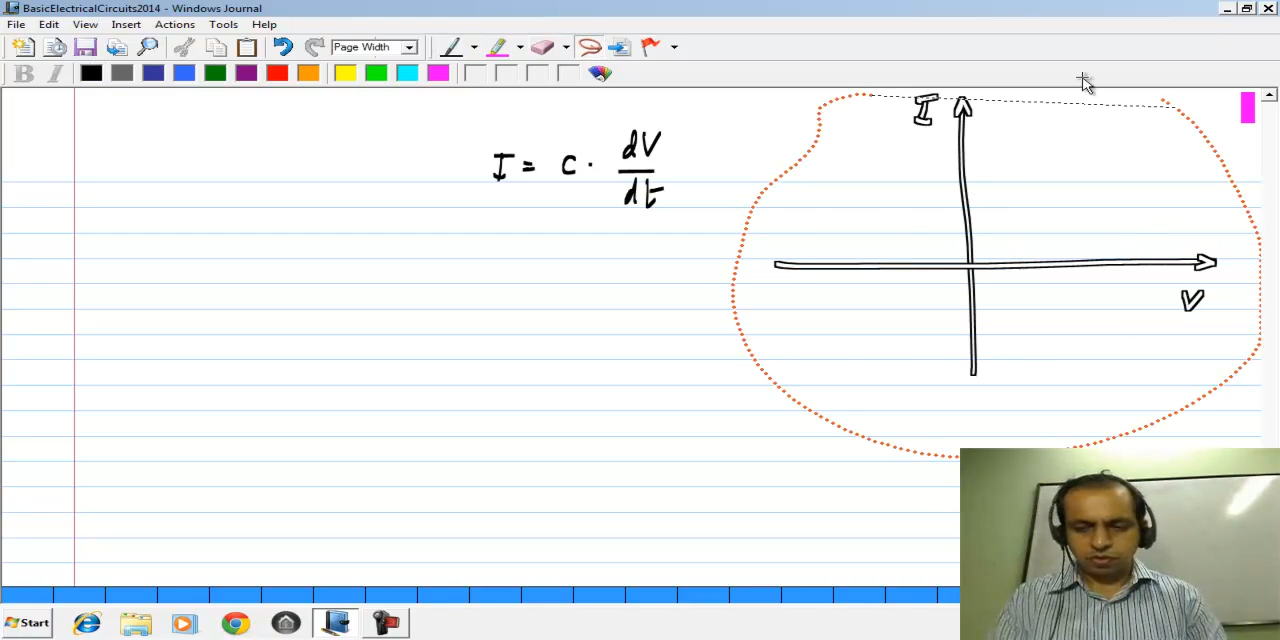 BasicElectricalCircuits2014 - Windows Journal
File Edit View Insert Actions Tools Help
Page Width
B I
I
I = C · dV/dt
V
Start